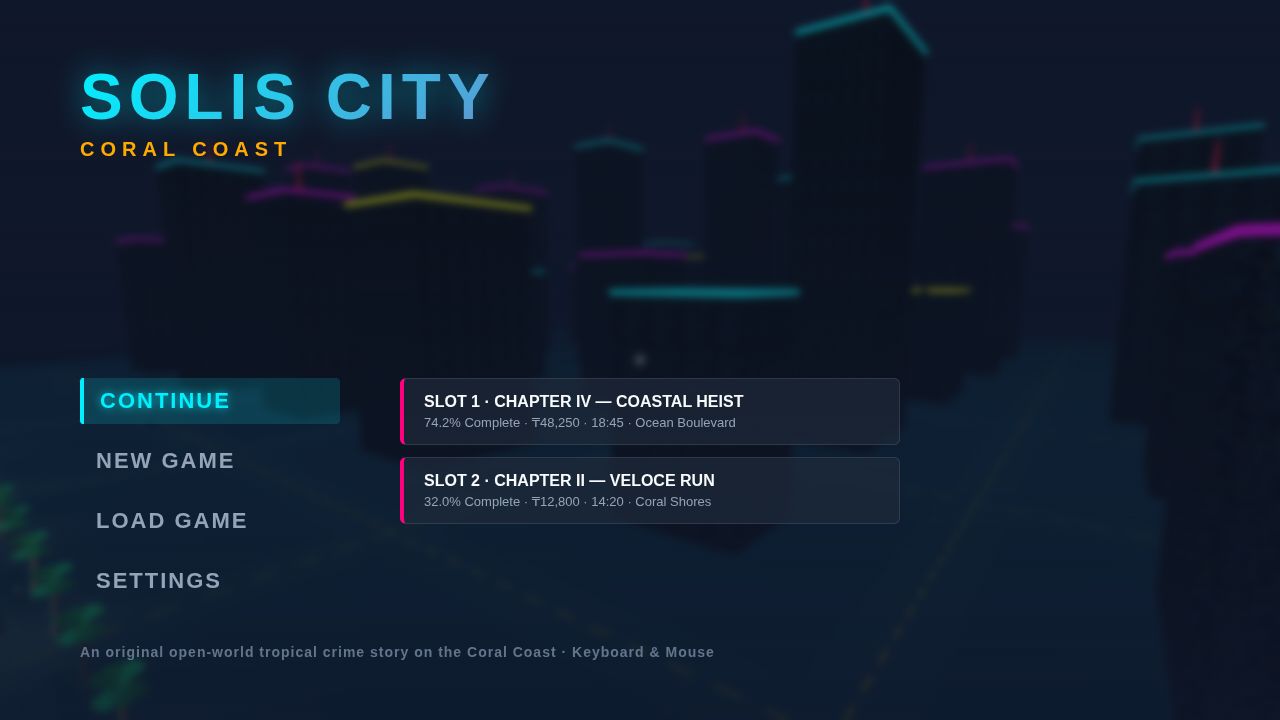 SOLIS CITY
CORAL COAST
CONTINUE
NEW GAME
LOAD GAME
SETTINGS
SLOT 1 · CHAPTER IV — COASTAL HEIST
74.2% Complete · ₸48,250 · 18:45 · Ocean Boulevard
SLOT 2 · CHAPTER II — VELOCE RUN
32.0% Complete · ₸12,800 · 14:20 · Coral Shores
An original open-world tropical crime story on the Coral Coast · Keyboard & Mouse